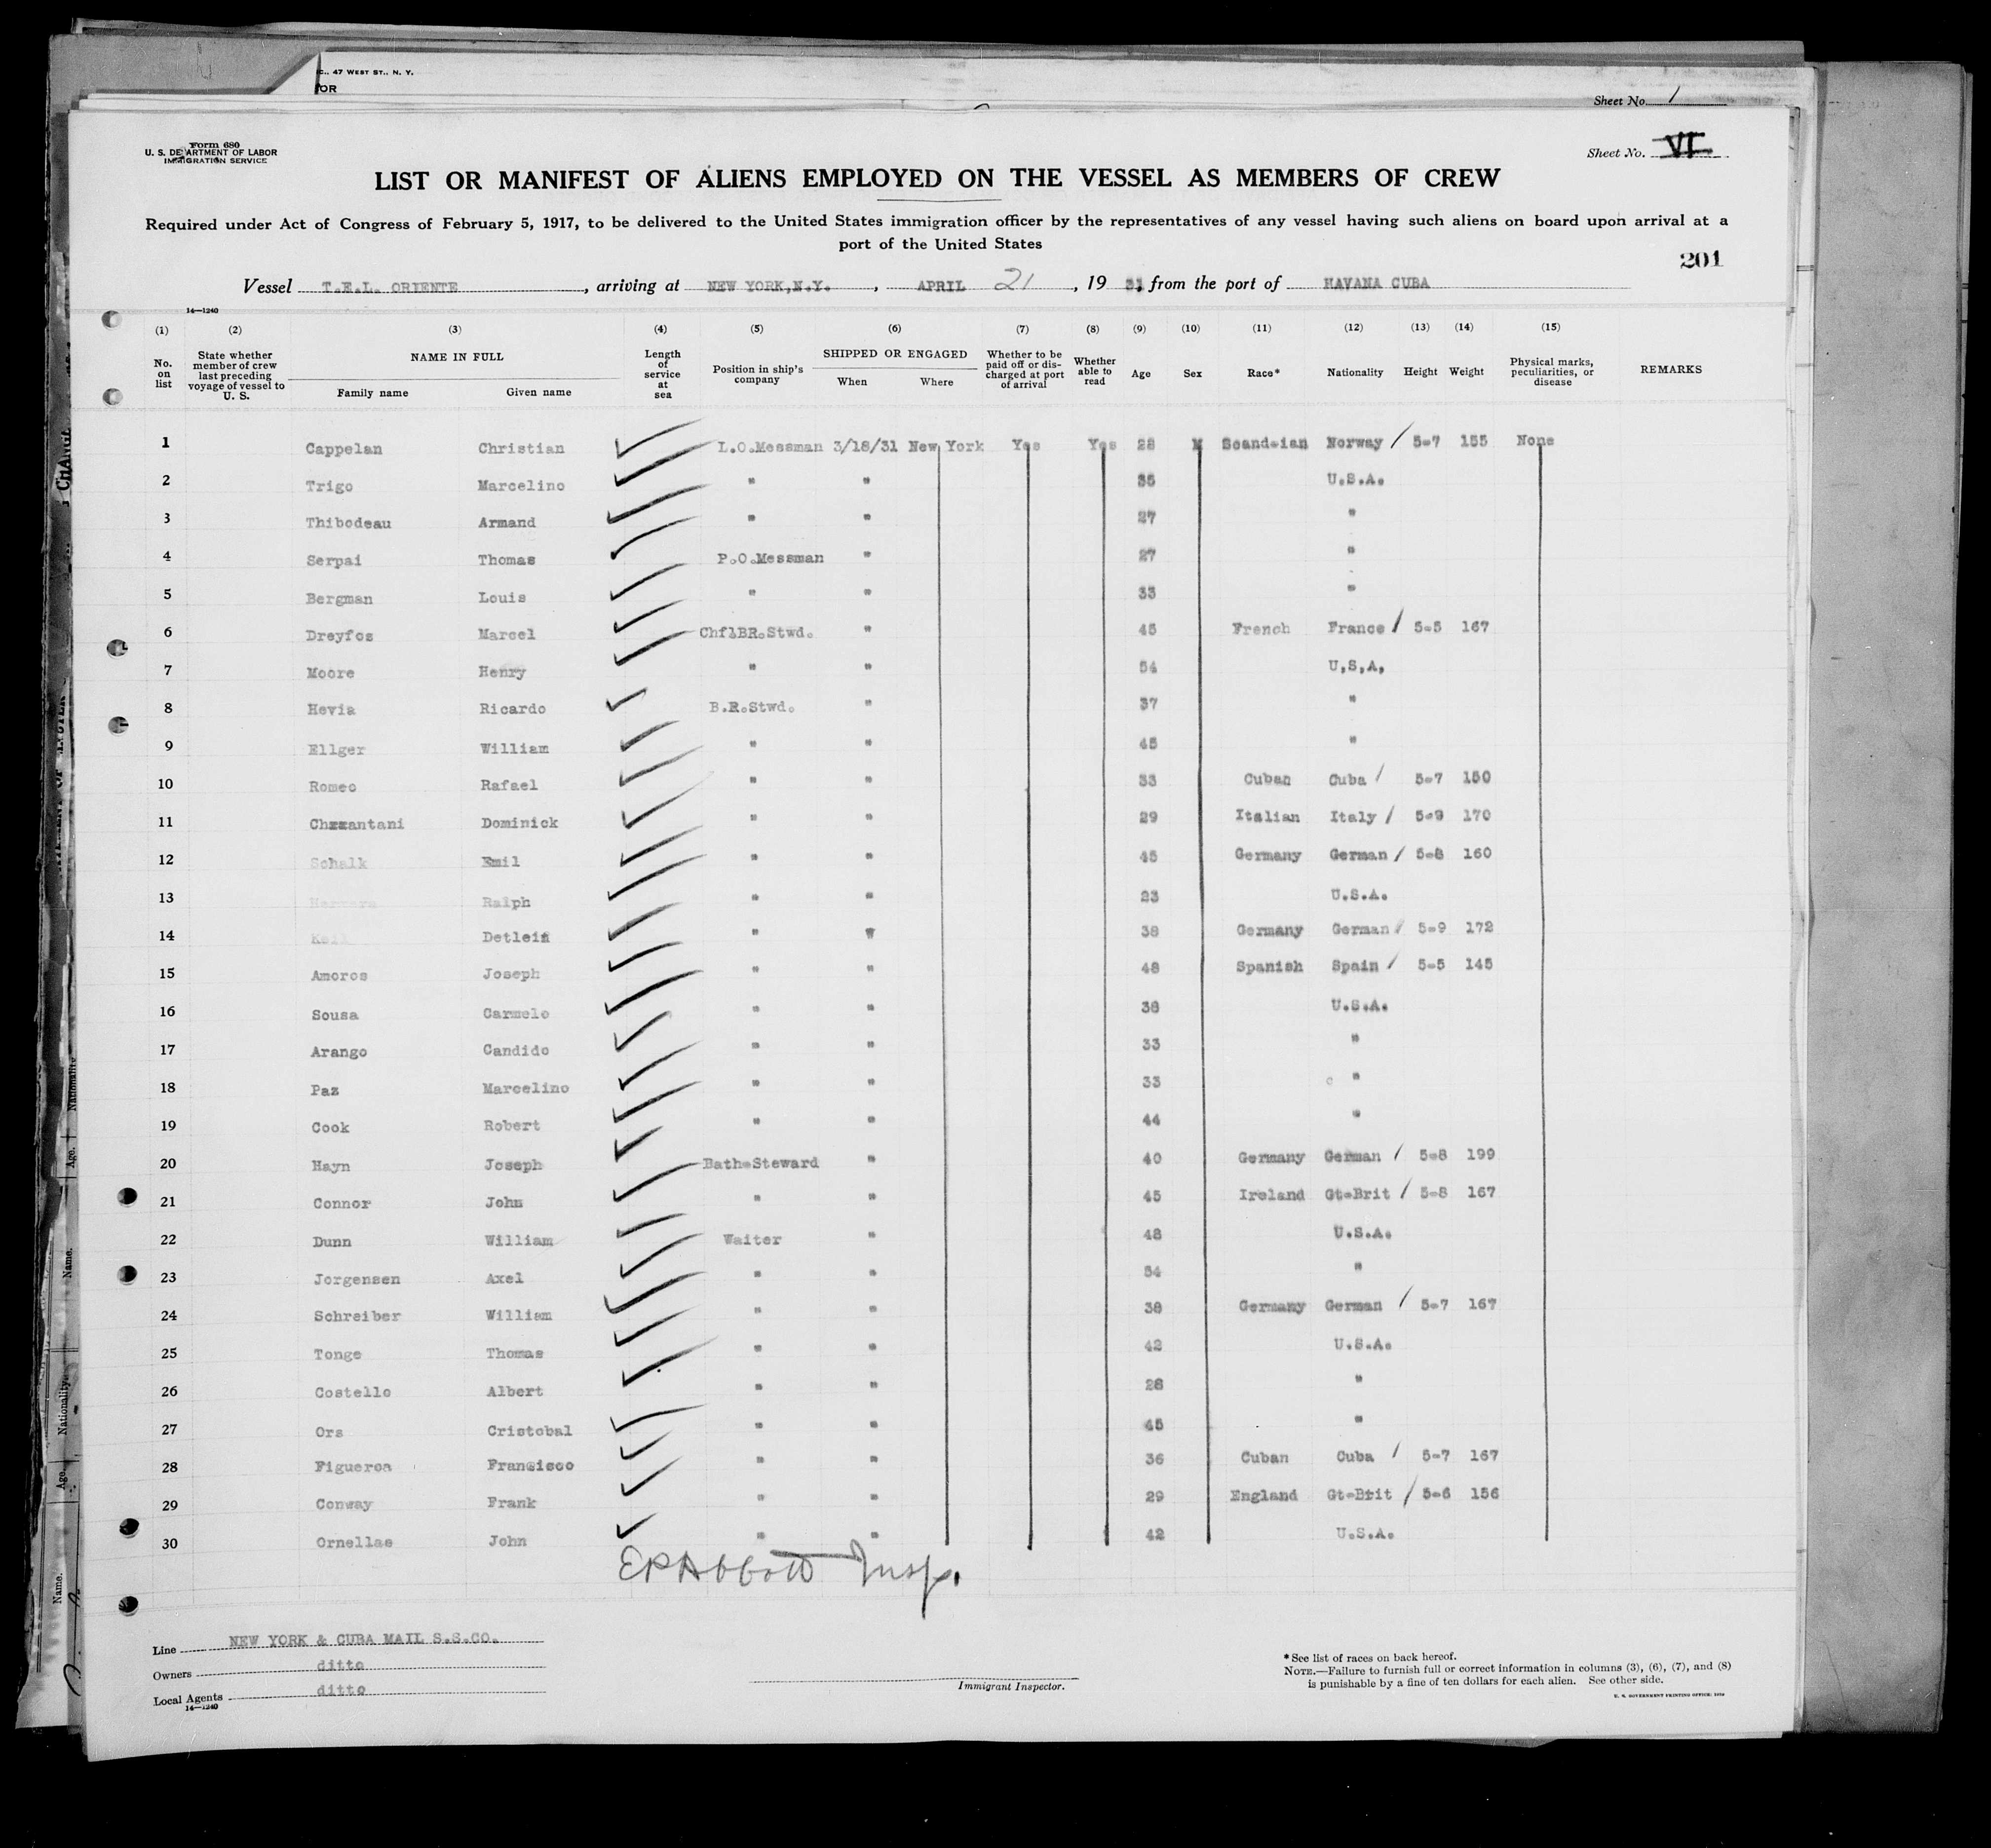 C., 47 WEST ST., N. Y.
OR
Sheet No. 1
Form 680
U. S. DEPARTMENT OF LABOR
IMMIGRATION SERVICE
Sheet No. VI
LIST OR MANIFEST OF ALIENS EMPLOYED ON THE VESSEL AS MEMBERS OF CREW
Required under Act of Congress of February 5, 1917, to be delivered to the United States immigration officer by the representatives of any vessel having such aliens on board upon arrival at a
port of the United States
201
Vessel T.E.L. ORIENTE, arriving at NEW YORK,N.Y., APRIL 21, 19 31 from the port of HAVANA CUBA
14—1240
(1) (2) (3) (4) (5) (6) (7) (8) (9) (10) (11) (12) (13) (14) (15)
No. on list State whether member of crew last preceding voyage of vessel to U. S. NAME IN FULL Family name Given name Length of service at sea Position in ship's company SHIPPED OR ENGAGED When Where Whether to be paid off or discharged at port of arrival Whether able to read Age Sex Race* Nationality Height Weight Physical marks, peculiarities, or disease REMARKS
1 Cappelan Christian L.O.Messman 3/18/31 New York Yes Yes 28 M Scand-ian Norway / 5-7 155 None
2 Trigo Marcelino " " 35 U.S.A.
3 Thibodeau Armand " " 27 "
4 Serpai Thomas P.O.Messman " 27 "
5 Bergman Louis " " 33 "
6 Dreyfos Marcel Chf1BR.Stwd. " 45 French France / 5-5 167
7 Moore Henry " " 54 U,S,A,
8 Hevia Ricardo B.R.Stwd. " 37 "
9 Ellger William " " 45 "
10 Romeo Rafael " " 33 Cuban Cuba / 5-7 150
11 Chxxantani Dominick " " 29 Italian Italy / 5-9 170
12 Schalk Emil " " 45 Germany German / 5-8 160
13 Ralph " " 23 U.S.A.
14 Detlein " " 38 Germany German / 5-9 172
15 Amoros Joseph " " 48 Spanish Spain / 5-5 145
16 Sousa Carmelo " " 38 U.S.A.
17 Arango Candido " " 33 "
18 Paz Marcelino " " 33 "
19 Cook Robert " " 44 "
20 Hayn Joseph Bath-Steward " 40 Germany German / 5-8 199
21 Connor John " " 45 Ireland Gt-Brit / 5-8 167
22 Dunn William Waiter " 48 U.S.A.
23 Jorgensen Axel " " 54 "
24 Schreiber William " " 38 Germany German / 5-7 167
25 Tonge Thomas " " 42 U.S.A.
26 Costello Albert " " 28 "
27 Ors Cristobal " " 45 "
28 Figueroa Francisco " " 36 Cuban Cuba / 5-7 167
29 Conway Frank " " 29 England Gt-Brit / 5-6 156
30 Ornellas John " " 42 U.S.A.
EPAbbott Insp.
Line NEW YORK & CUBA MAIL S.S.CO.
Owners ditto
Local Agents ditto
14—1240
Immigrant Inspector.
*See list of races on back hereof.
NOTE.—Failure to furnish full or correct information in columns (3), (6), (7), and (8)
is punishable by a fine of ten dollars for each alien. See other side.